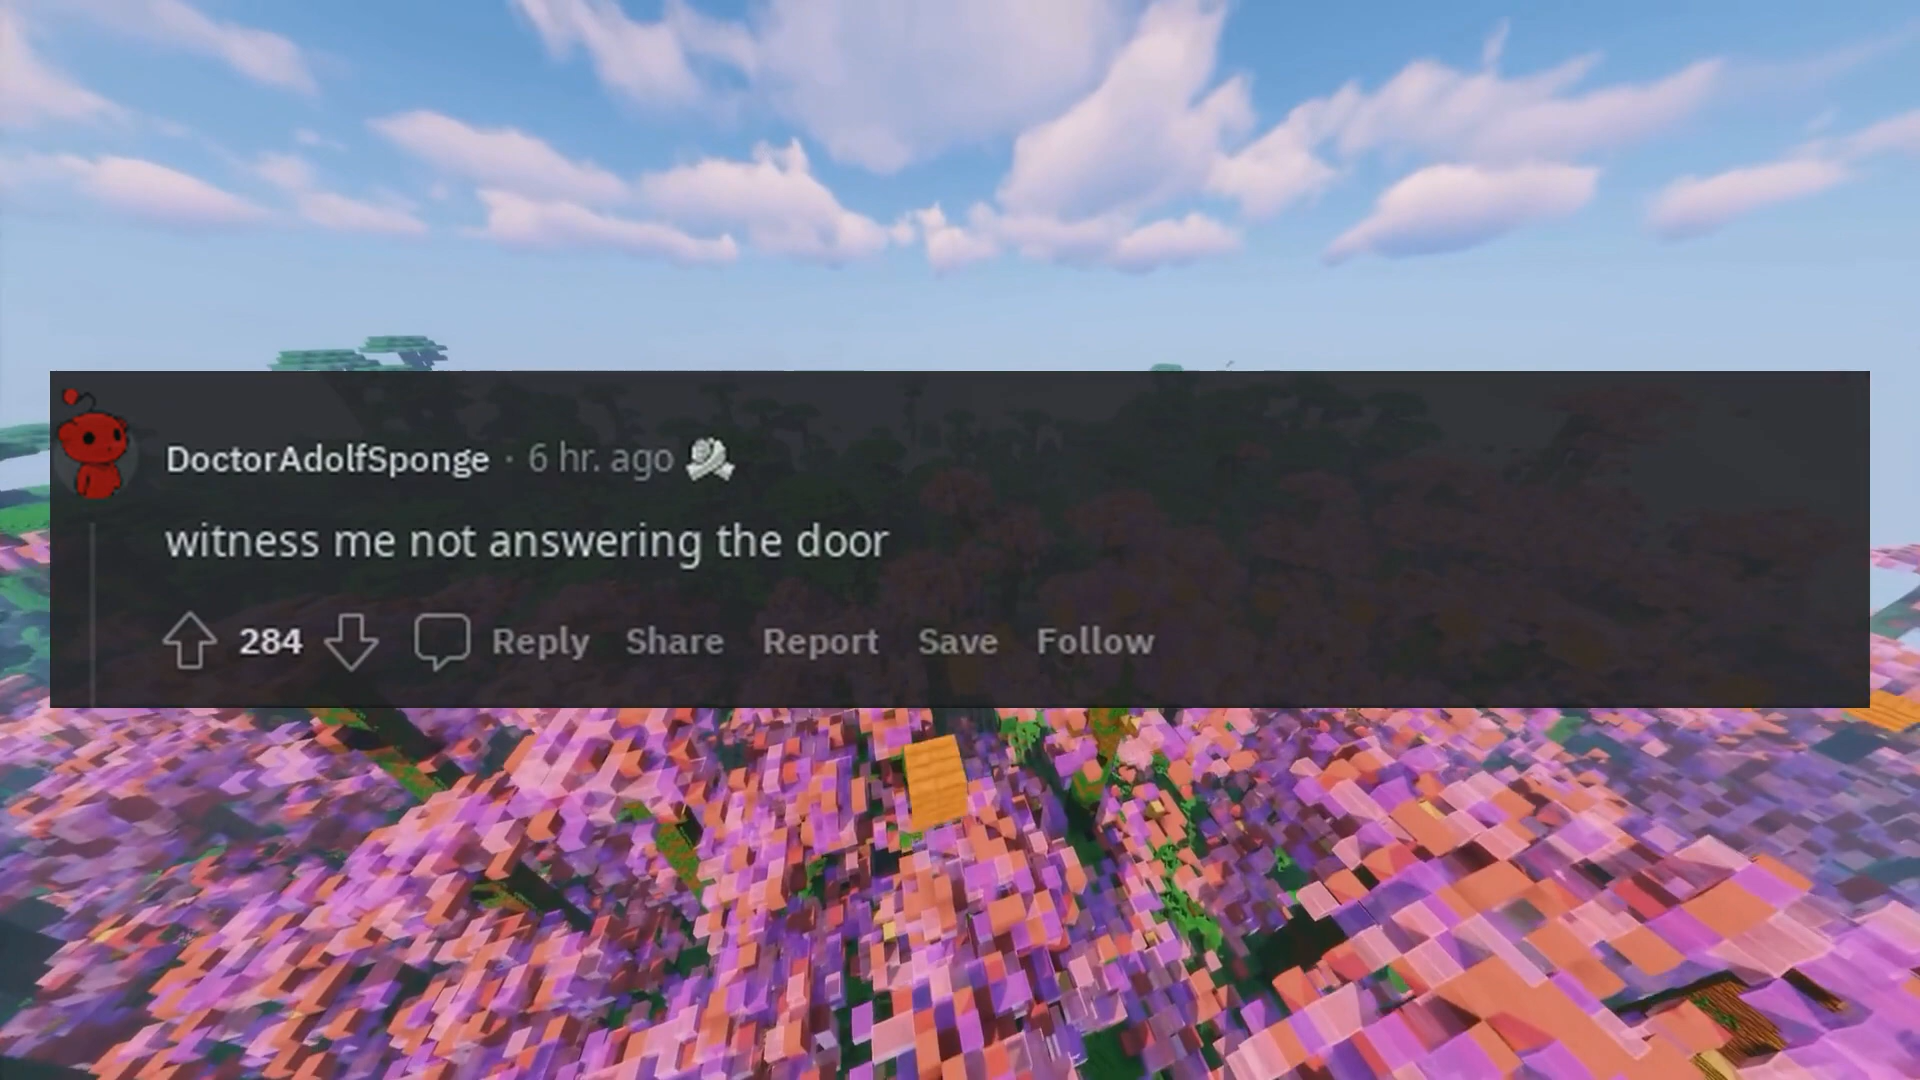 DoctorAdolfSponge · 6 hr. ago
witness me not answering the door
284 Reply Share Report Save Follow